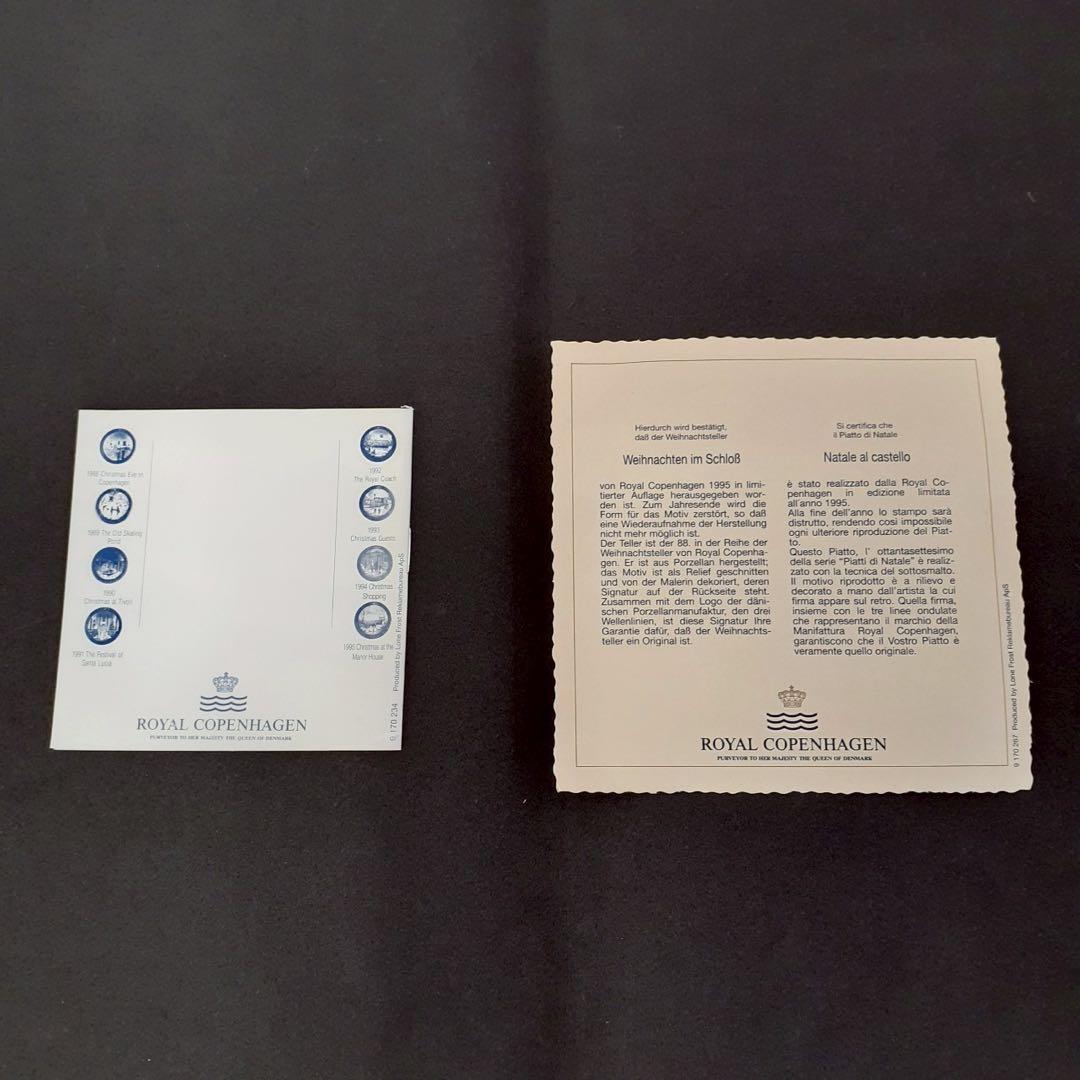 1988 Christmas Eve in
Copenhagen
1989 The Old Skating
Pond
1990
Christmas at Tivoli
1991 The Festival of
Santa Lucia
1992
The Royal Coach
1993
Christmas Guests
1994 Christmas
Shopping
1995 Christmas at the
Manor House
ROYAL COPENHAGEN
PURVEYOR TO HER MAJESTY THE QUEEN OF DENMARK
9 170 234 Produced by Lone Frost Reklamebureau ApS
Hierdurch wird bestätigt,
daß der Weihnachtsteller
Weihnachten im Schloß
von Royal Copenhagen 1995 in limi-
tierter Auflage herausgegeben wor-
den ist. Zum Jahresende wird die
Form für das Motiv zerstört, so daß
eine Wiederaufnahme der Herstellung
nicht mehr möglich ist.
Der Teller ist der 88. in der Reihe der
Weihnachtsteller von Royal Copenha-
gen. Er ist aus Porzellan hergestellt;
das Motiv ist als Relief geschnitten
und von der Malerin dekoriert, deren
Signatur auf der Rückseite steht.
Zusammen mit dem Logo der däni-
schen Porzellanmanufaktur, den drei
Wellenlinien, ist diese Signatur Ihre
Garantie dafür, daß der Weihnachts-
teller ein Original ist.
Si certifica che
il Piatto di Natale
Natale al castello
è stato realizzato dalla Royal Co-
penhagen in edizione limitata
all'anno 1995.
Alla fine dell'anno lo stampo sarà
distrutto, rendendo così impossibile
ogni ulteriore riproduzione del Piat-
to.
Questo Piatto, l' ottantasettesimo
della serie "Piatti di Natale" è realiz-
zato con la tecnica del sottosmalto.
Il motivo riprodotto è a rilievo e
decorato a mano dall'artista la cui
firma appare sul retro. Quella firma,
insieme con le tre linee ondulate
che rappresentano il marchio della
Manifattura Royal Copenhagen,
garantiscono che il Vostro Piatto è
veramente quello originale.
ROYAL COPENHAGEN
PURVEYOR TO HER MAJESTY THE QUEEN OF DENMARK
9 170 267 Produced by Lone Frost Reklamebureau ApS